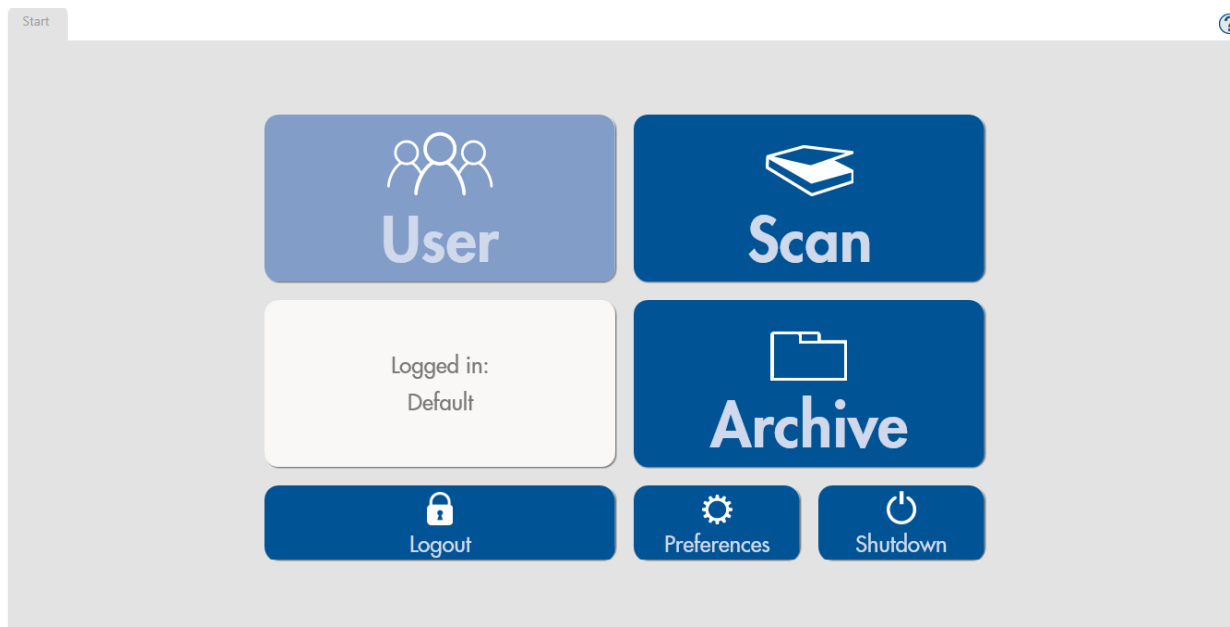 Start
?
User
Scan
Logged in:
Default
Archive
Logout
Preferences
Shutdown